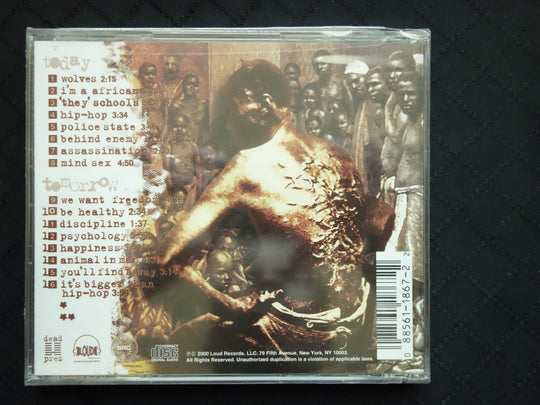 today
1 wolves 2:15
2 i'm a african
3 'they' schools
4 hip-hop 3:34
5 police state
6 behind enemy
7 assassination
8 mind sex 4:50
tomorrow
9 we want freedom
10 be healthy 2:34
11 discipline 1:37
12 psychology
13 happiness
14 animal in man
15 you'll find a way 3:14
16 it's bigger than
hip-hop
dead
prez
LOUD
COMPACT
disc
DIGITAL AUDIO
℗© 2000 Loud Records, LLC. 79 Fifth Avenue, New York, NY 10003.
All Rights Reserved. Unauthorized duplication is a violation of applicable laws.
0 88561-1867-2 2